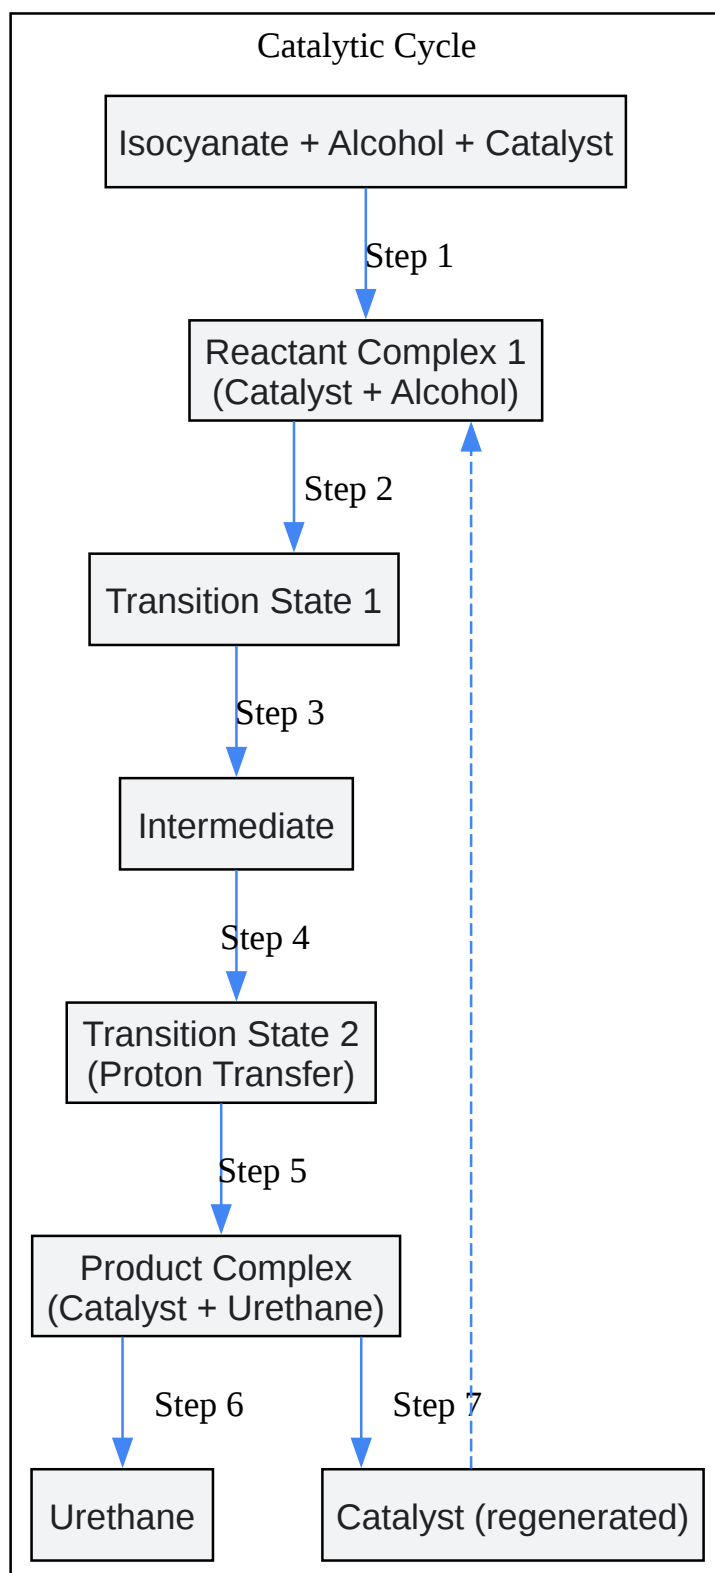 Catalytic Cycle
Isocyanate + Alcohol + Catalyst
Step 1
Reactant Complex 1
(Catalyst + Alcohol)
Step 2
Transition State 1
Step 3
Intermediate
Step 4
Transition State 2
(Proton Transfer)
Step 5
Product Complex
(Catalyst + Urethane)
Step 6
Step 7
Urethane
Catalyst (regenerated)